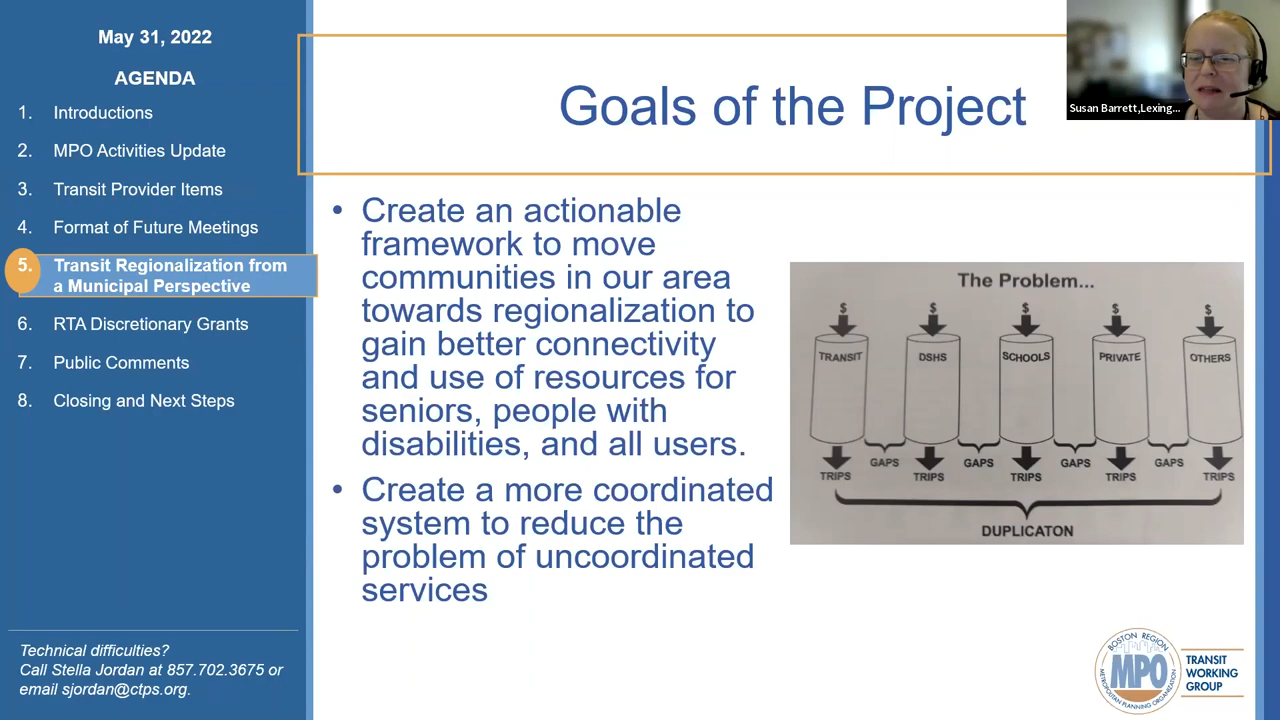 May 31, 2022
AGENDA
1. Introductions
2. MPO Activities Update
3. Transit Provider Items
4. Format of Future Meetings
5. Transit Regionalization from
a Municipal Perspective
6. RTA Discretionary Grants
7. Public Comments
8. Closing and Next Steps
Technical difficulties?
Call Stella Jordan at 857.702.3675 or
email sjordan@ctps.org.
Goals of the Project
Susan Barrett,Lexing...
• Create an actionable
framework to move
communities in our area
towards regionalization to
gain better connectivity
and use of resources for
seniors, people with
disabilities, and all users.
• Create a more coordinated
system to reduce the
problem of uncoordinated
services
The Problem...
$ $ $ $ $
TRANSIT DSHS SCHOOLS PRIVATE OTHERS
GAPS GAPS GAPS GAPS
TRIPS TRIPS TRIPS TRIPS TRIPS
DUPLICATON
BOSTON REGION
MPO
METROPOLITAN PLANNING ORGANIZATION
TRANSIT
WORKING
GROUP